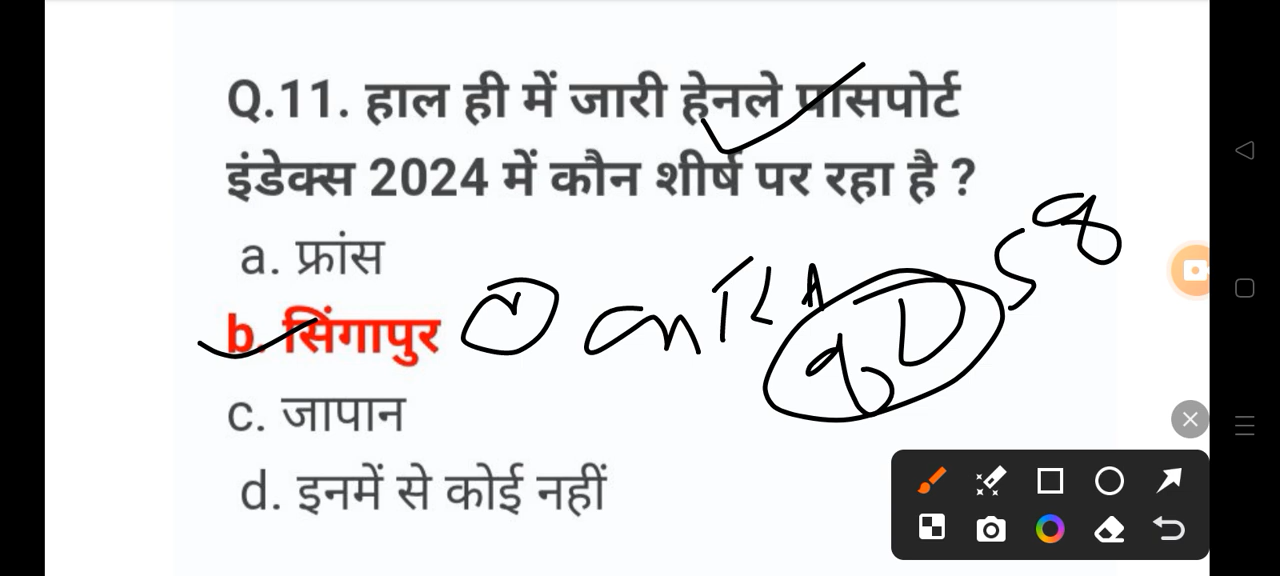 Q.11. हाल ही में जारी हेनले पासपोर्ट
इंडेक्स 2024 में कौन शीर्ष पर रहा है ?
a. फ्रांस
b. सिंगापुर
c. जापान
d. इनमें से कोई नहीं